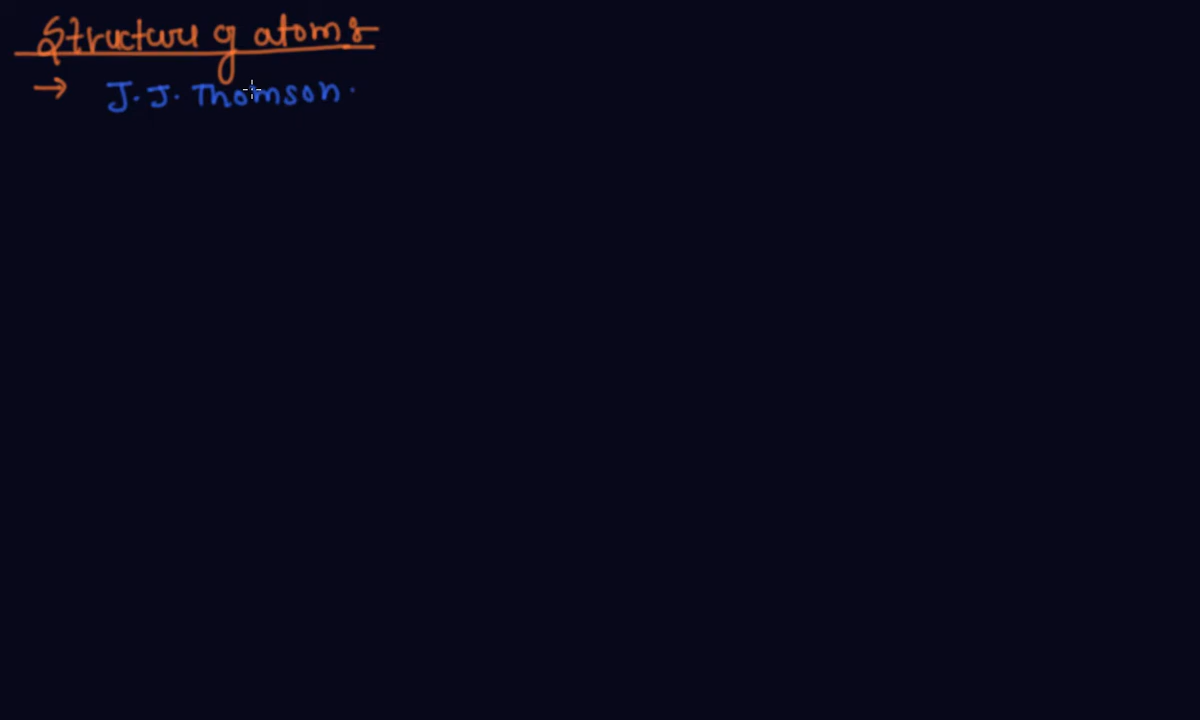 Structure of atoms
→ J. J. Thomson.